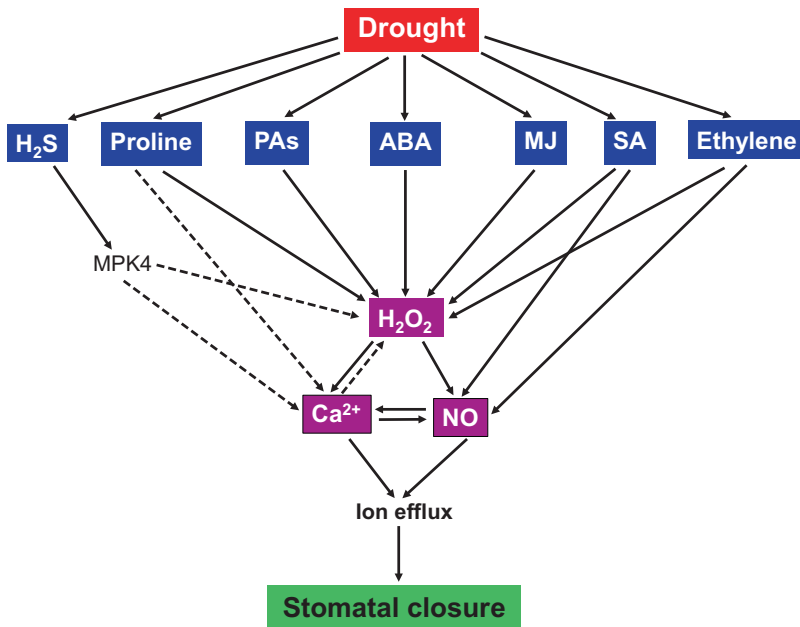 Drought
H₂S
Proline
PAs
ABA
MJ
SA
Ethylene
MPK4
H₂O₂
Ca²⁺
NO
Ion efflux
Stomatal closure